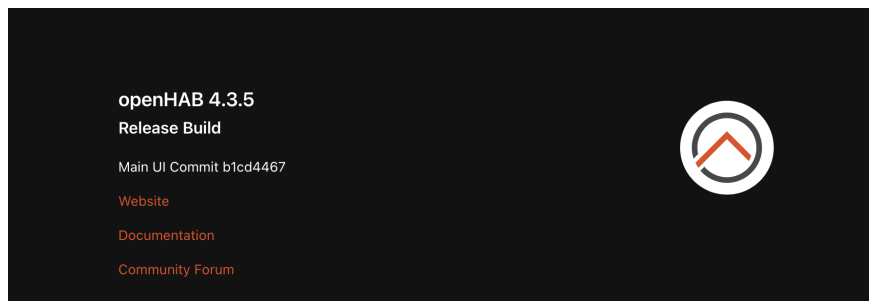 openHAB 4.3.5
Release Build
Main UI Commit b1cd4467
Website
Documentation
Community Forum